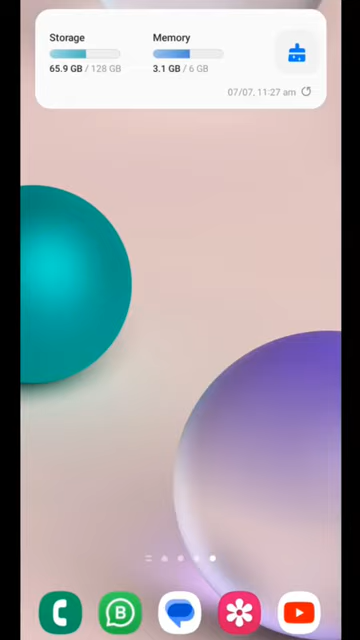 Storage
Memory
65.9 GB / 128 GB
3.1 GB / 6 GB
07/07, 11:27 am
B